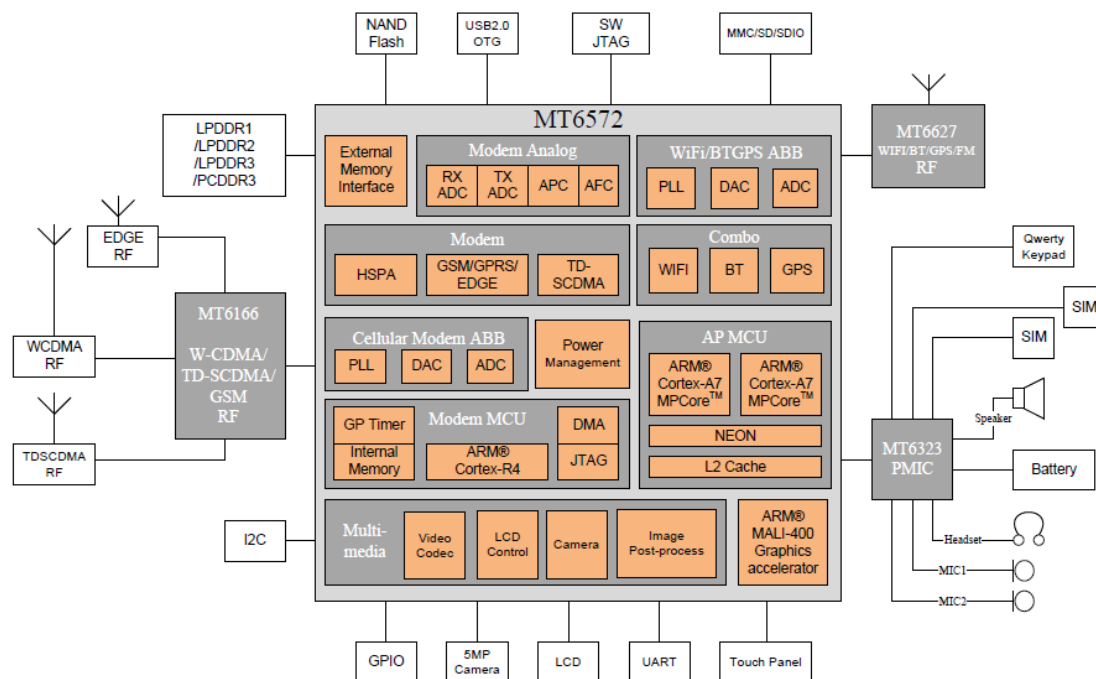 NAND
Flash
USB2.0
OTG
SW
JTAG
MMC/SD/SDIO
LPDDR1
/LPDDR2
/LPDDR3
/PCDDR3
MT6572
External
Memory
Interface
Modem Analog
RX
ADC
TX
ADC
APC
AFC
WiFi/BTGPS ABB
PLL
DAC
ADC
MT6627
WIFI/BT/GPS/FM
RF
EDGE
RF
Modem
HSPA
GSM/GPRS/
EDGE
TD-
SCDMA
Combo
WIFI
BT
GPS
Qwerty
Keypad
SIM
SIM
MT6166
W-CDMA/
TD-SCDMA/
GSM
RF
WCDMA
RF
TDSCDMA
RF
Cellular Modem ABB
PLL
DAC
ADC
Power
Management
AP MCU
ARM®
Cortex-A7
MPCore™
ARM®
Cortex-A7
MPCore™
NEON
L2 Cache
Modem MCU
GP Timer
Internal
Memory
ARM®
Cortex-R4
DMA
JTAG
Speaker
MT6323
PMIC
Battery
Headset
MIC1
MIC2
I2C
Multi-
media
Video
Codec
LCD
Control
Camera
Image
Post-process
ARM®
MALI-400
Graphics
accelerator
GPIO
5MP
Camera
LCD
UART
Touch Panel